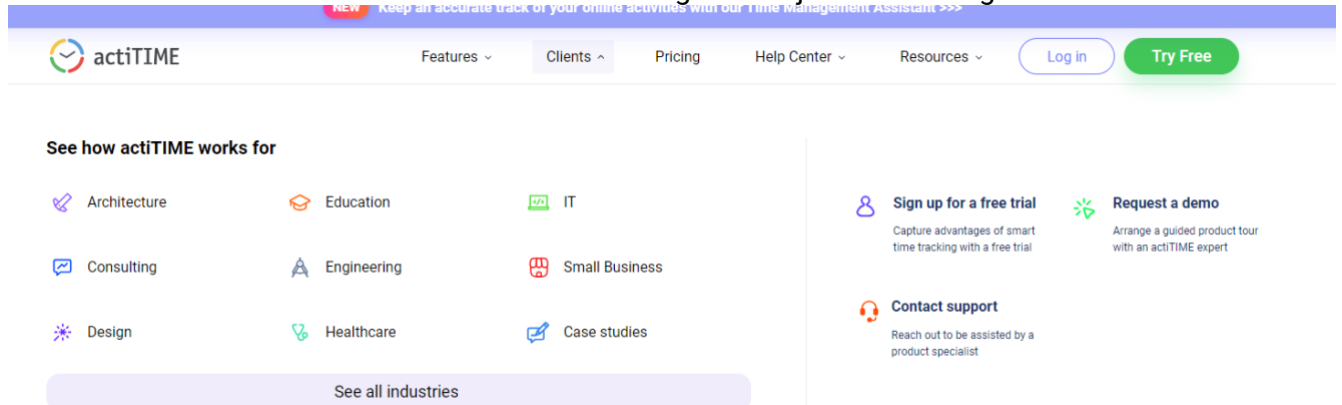 NEW Keep an accurate track of your online activities with our Time Management Assistant >>>
actiTIME Features Clients Pricing Help Center Resources Log in Try Free
See how actiTIME works for
Architecture Education IT
Consulting Engineering Small Business
Design Healthcare Case studies
See all industries
Sign up for a free trial
Capture advantages of smart
time tracking with a free trial
Request a demo
Arrange a guided product tour
with an actiTIME expert
Contact support
Reach out to be assisted by a
product specialist